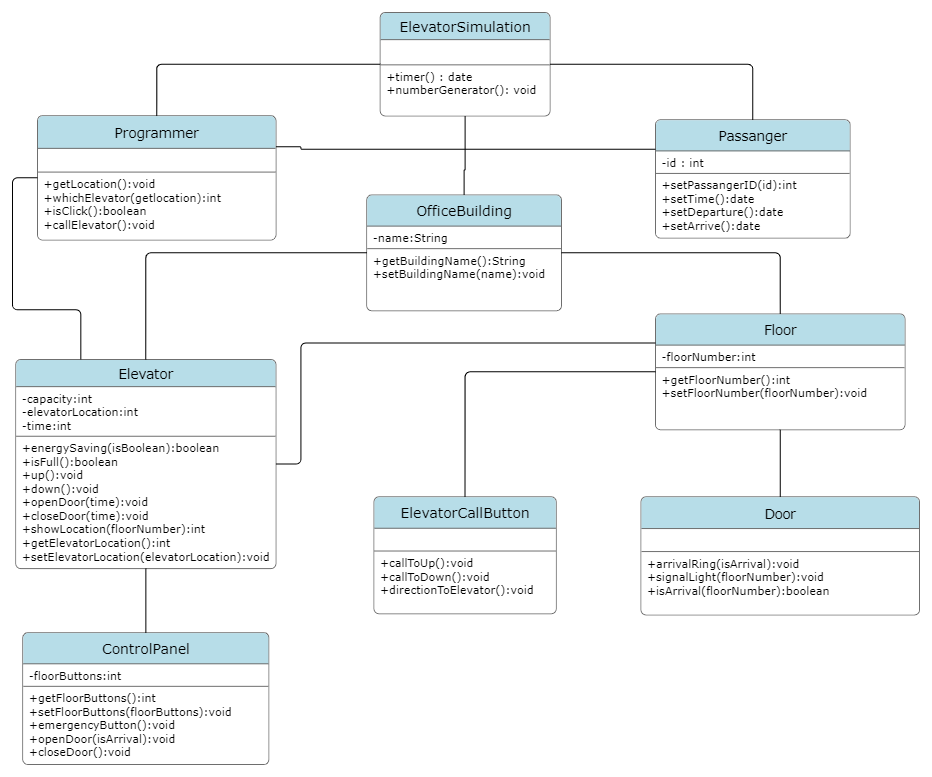 ElevatorSimulation
+timer() : date
+numberGenerator(): void
Programmer
+getLocation():void
+whichElevator(getlocation):int
+isClick():boolean
+callElevator():void
Passanger
-id : int
+setPassangerID(id):int
+setTime():date
+setDeparture():date
+setArrive():date
OfficeBuilding
-name:String
+getBuildingName():String
+setBuildingName(name):void
Floor
-floorNumber:int
+getFloorNumber():int
+setFloorNumber(floorNumber):void
Elevator
-capacity:int
-elevatorLocation:int
-time:int
+energySaving(isBoolean):boolean
+isFull():boolean
+up():void
+down():void
+openDoor(time):void
+closeDoor(time):void
+showLocation(floorNumber):int
+getElevatorLocation():int
+setElevatorLocation(elevatorLocation):void
ElevatorCallButton
+callToUp():void
+callToDown():void
+directionToElevator():void
Door
+arrivalRing(isArrival):void
+signalLight(floorNumber):void
+isArrival(floorNumber):boolean
ControlPanel
-floorButtons:int
+getFloorButtons():int
+setFloorButtons(floorButtons):void
+emergencyButton():void
+openDoor(isArrival):void
+closeDoor():void